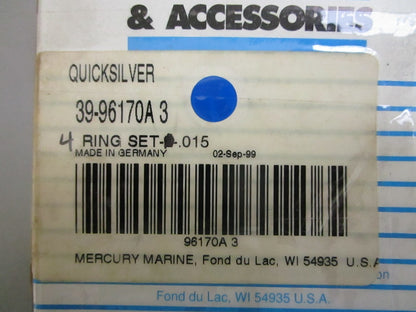 & ACCESSORIES
QUICKSILVER
39-96170A 3
4 RING SET- -.015
MADE IN GERMANY 02-Sep-99
96170A 3
MERCURY MARINE, Fond du Lac, WI 54935 U.S.A
on
Fond du Lac, WI 54935 U.S.A.